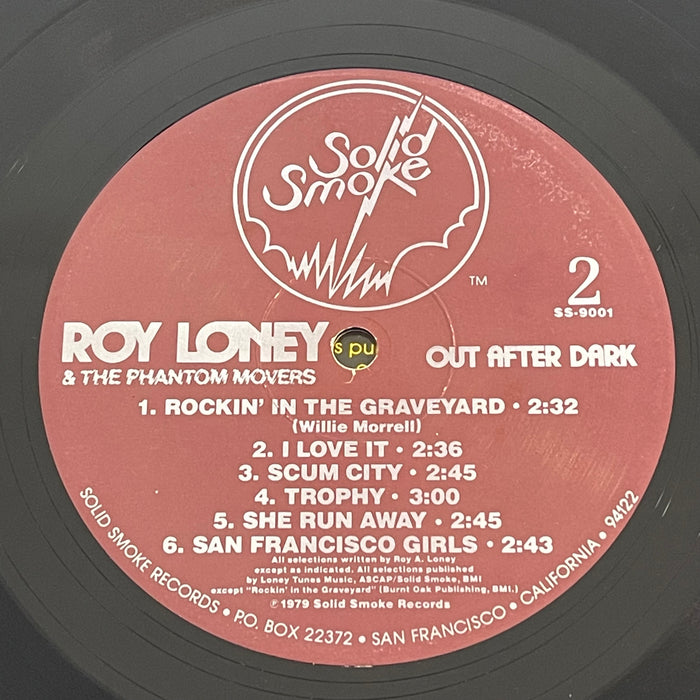 Solid
Smoke
TM
2
SS-9001
ROY LONEY
& THE PHANTOM MOVERS
s pu
OUT AFTER DARK
1. ROCKIN' IN THE GRAVEYARD • 2:32
(Willie Morrell)
2. I LOVE IT • 2:36
3. SCUM CITY • 2:45
4. TROPHY • 3:00
5. SHE RUN AWAY • 2:45
6. SAN FRANCISCO GIRLS • 2:43
All selections written by Roy A. Loney
except as indicated. All selections published
by Loney Tunes Music, ASCAP/Solid Smoke, BMI
except "Rockin' in the Graveyard" (Burnt Oak Publishing, BMI.)
℗1979 Solid Smoke Records
SOLID SMOKE RECORDS • P.O. BOX 22372 • SAN FRANCISCO • CALIFORNIA • 94122